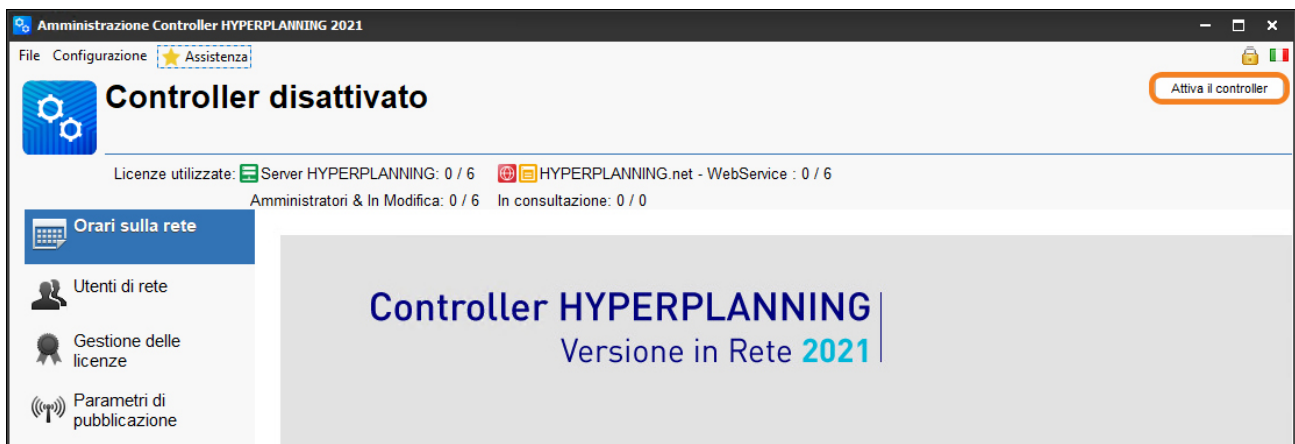 Amministrazione Controller HYPERPLANNING 2021
File Configurazione Assistenza
Controller disattivato
Attiva il controller
Licenze utilizzate: Server HYPERPLANNING: 0 / 6 HYPERPLANNING.net - WebService : 0 / 6
Amministratori & In Modifica: 0 / 6 In consultazione: 0 / 0
Orari sulla rete
Utenti di rete
Gestione delle
licenze
Parametri di
pubblicazione
Controller HYPERPLANNING
Versione in Rete 2021